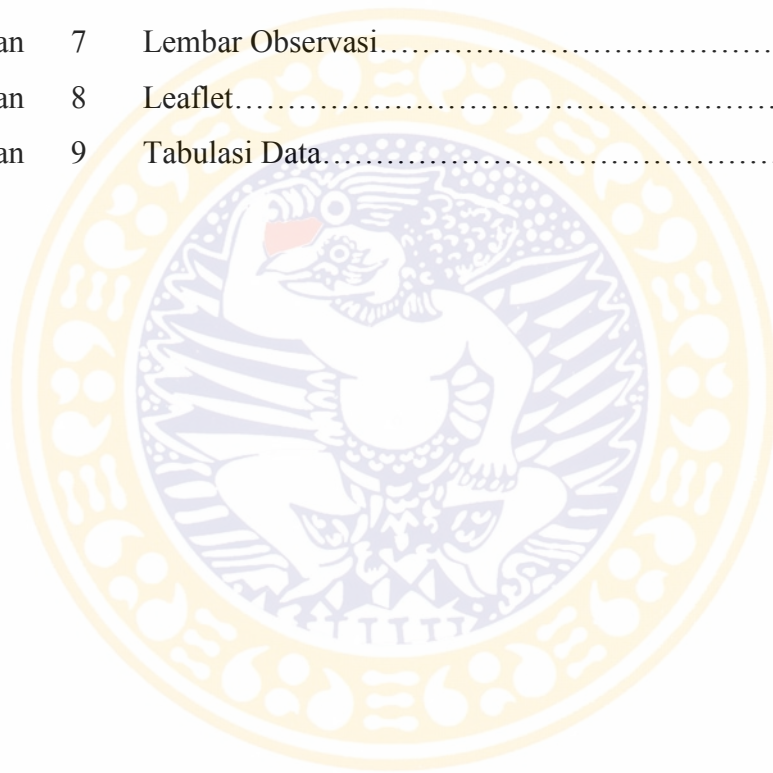 an 7 Lembar Observasi……………………………………
an 8 Leaflet……………………………………………………
an 9 Tabulasi Data…………………………………………